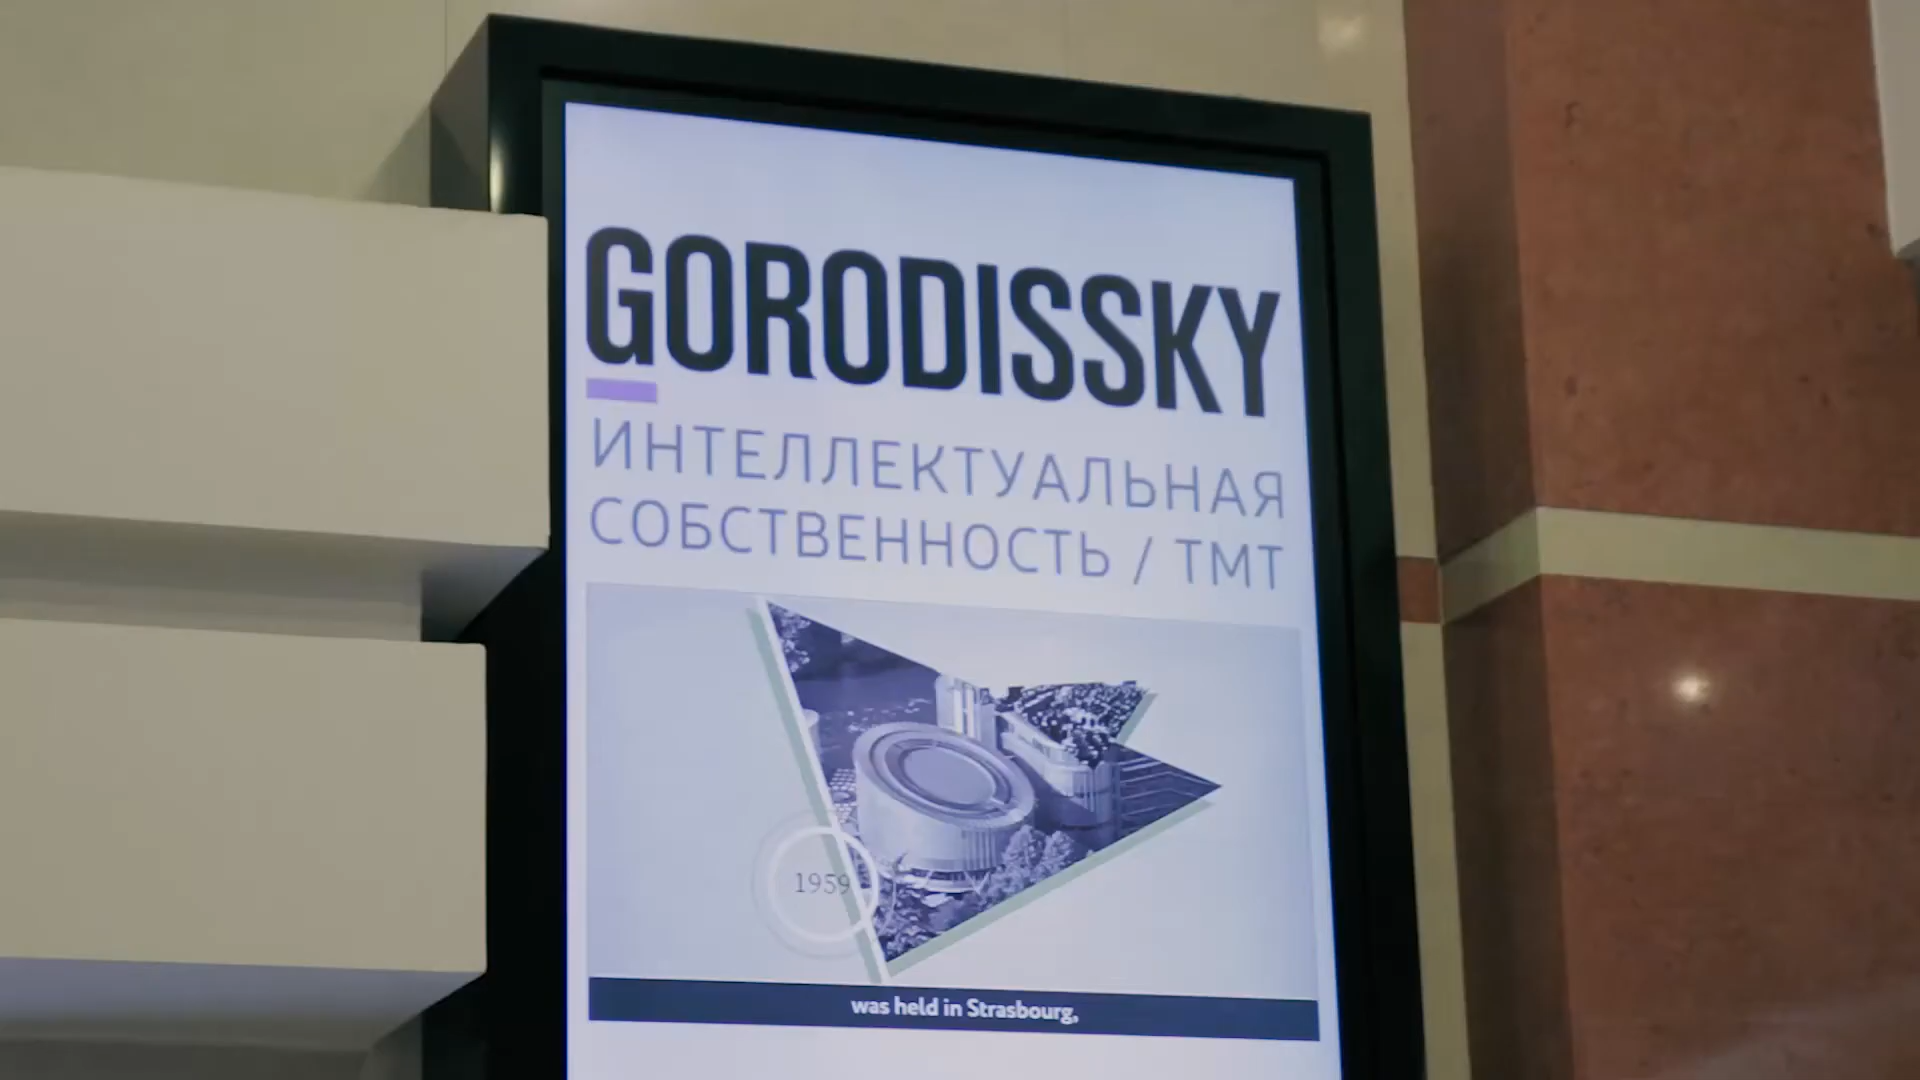 GORODISSKY
ИНТЕЛЛЕКТУАЛЬНАЯ
СОБСТВЕННОСТЬ / ТМТ
1959
was held in Strasbourg,